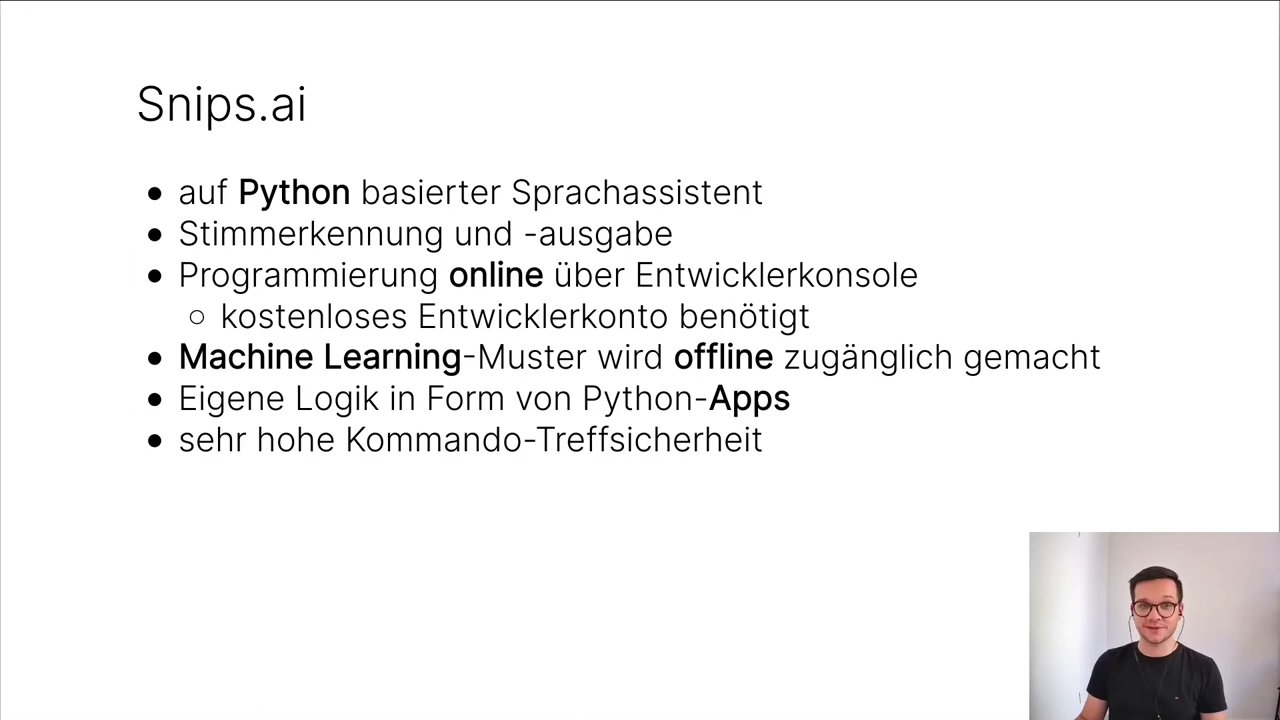 Snips.ai
auf Python basierter Sprachassistent
Stimmerkennung und -ausgabe
Programmierung online über Entwicklerkonsole
kostenloses Entwicklerkonto benötigt
Machine Learning-Muster wird offline zugänglich gemacht
Eigene Logik in Form von Python-Apps
sehr hohe Kommando-Treffsicherheit